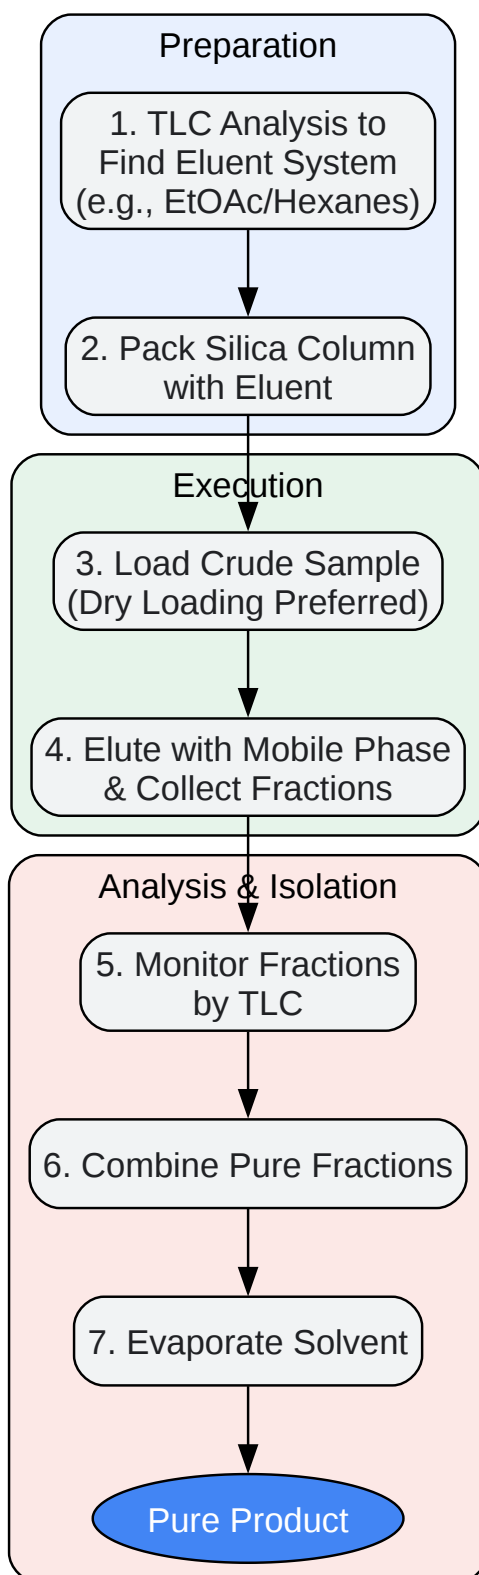 Preparation
1. TLC Analysis to
Find Eluent System
(e.g., EtOAc/Hexanes)
2. Pack Silica Column
with Eluent
Execution
3. Load Crude Sample
(Dry Loading Preferred)
4. Elute with Mobile Phase
& Collect Fractions
Analysis & Isolation
5. Monitor Fractions
by TLC
6. Combine Pure Fractions
7. Evaporate Solvent
Pure Product